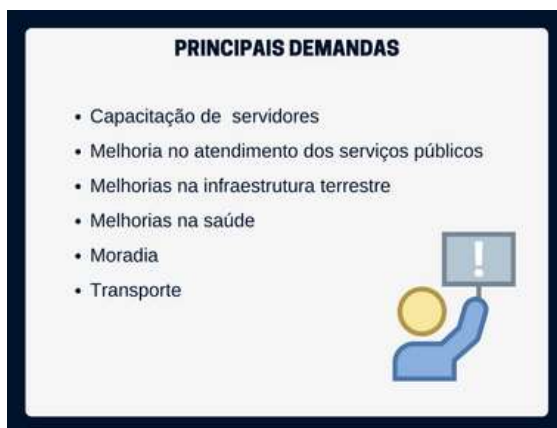 PRINCIPAIS DEMANDAS
• Capacitação de servidores
• Melhoria no atendimento dos serviços públicos
• Melhorias na infraestrutura terrestre
• Melhorias na saúde
• Moradia
• Transporte
!